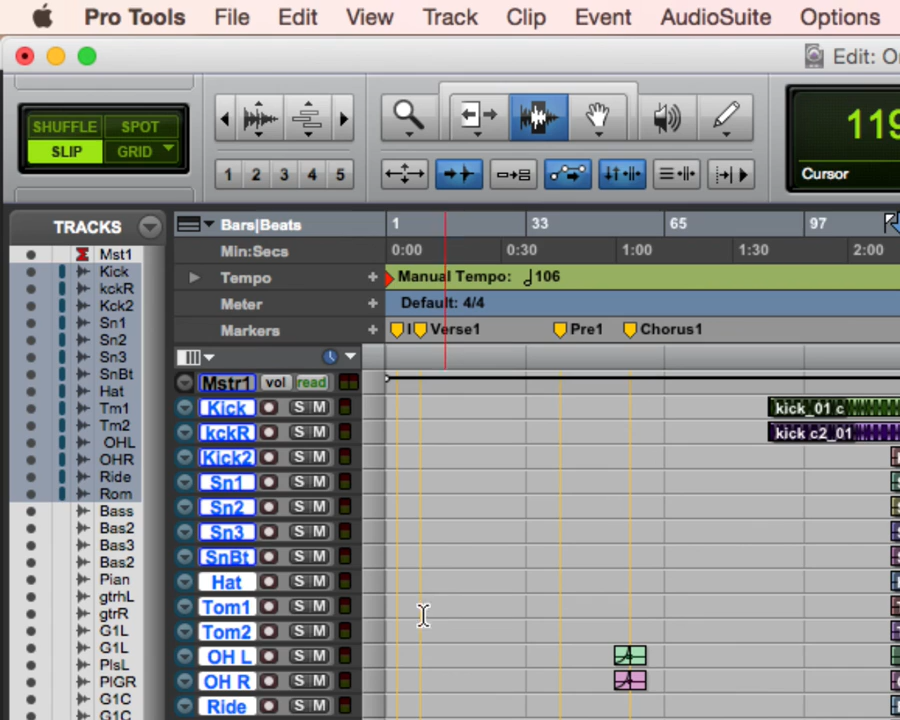 Pro Tools File Edit View Track Clip Event AudioSuite Options
Edit: O
SHUFFLE SPOT
SLIP GRID
1 2 3 4 5
119
Cursor
TRACKS
Mst1
Kick
kckR
Kck2
Sn1
Sn2
Sn3
SnBt
Hat
Tm1
Tm2
OHL
OHR
Ride
Rom
Bass
Bas2
Bas3
Bas2
Pian
gtrhL
gtrR
G1L
G1L
PlsL
PlGR
G1C
G1C
Bars|Beats 1 33 65 97
Min:Secs 0:00 0:30 1:00 1:30 2:00
Tempo + Manual Tempo: 106
Meter + Default: 4/4
Markers + I Verse1 Pre1 Chorus1
Mstr1 vol read
Kick S M kick_01 c
kckR S M kick c2_01
Kick2 S M
Sn1 S M
Sn2 S M
Sn3 S M
SnBt S M
Hat S M
Tom1 S M
Tom2 S M
OH L S M
OH R S M
Ride S M